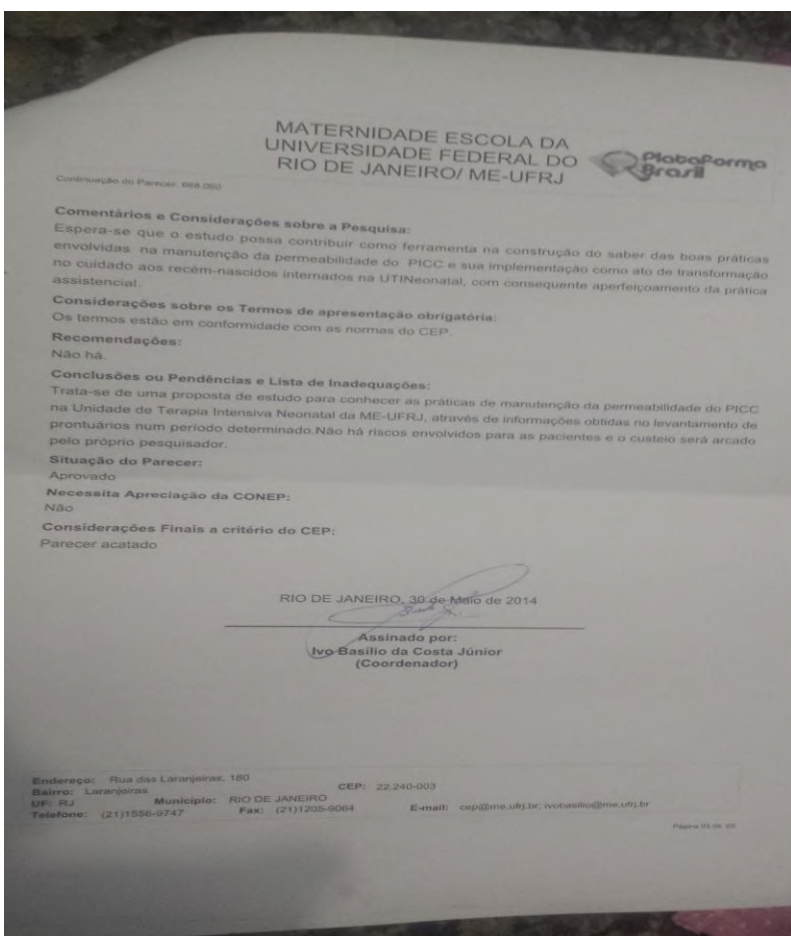 MATERNIDADE ESCOLA DA
UNIVERSIDADE FEDERAL DO
RIO DE JANEIRO/ ME-UFRJ
Plataforma
Brasil
Continuação do Parecer: 668.060
Comentários e Considerações sobre a Pesquisa:
Espera-se que o estudo possa contribuir como ferramenta na construção do saber das boas práticas
envolvidas na manutenção da permeabilidade do PICC e sua implementação como ato de transformação
no cuidado aos recém-nascidos internados na UTINeonatal, com consequente aperfeiçoamento da prática
assistencial.
Considerações sobre os Termos de apresentação obrigatória:
Os termos estão em conformidade com as normas do CEP.
Recomendações:
Não há.
Conclusões ou Pendências e Lista de Inadequações:
Trata-se de uma proposta de estudo para conhecer as práticas de manutenção da permeabilidade do PICC
na Unidade de Terapia Intensiva Neonatal da ME-UFRJ, através de informações obtidas no levantamento de
prontuários num período determinado.Não há riscos envolvidos para as pacientes e o custeio será arcado
pelo próprio pesquisador.
Situação do Parecer:
Aprovado
Necessita Apreciação da CONEP:
Não
Considerações Finais a critério do CEP:
Parecer acatado
RIO DE JANEIRO, 30 de Maio de 2014
Assinado por:
Ivo Basílio da Costa Júnior
(Coordenador)
Endereço: Rua das Laranjeiras, 180
Bairro: Laranjeiras CEP: 22.240-003
UF: RJ Município: RIO DE JANEIRO
Telefone: (21)1556-9747 Fax: (21)1205-9064 E-mail: cep@me.ufrj.br; ivobasilio@me.ufrj.br
Página 03 de 03